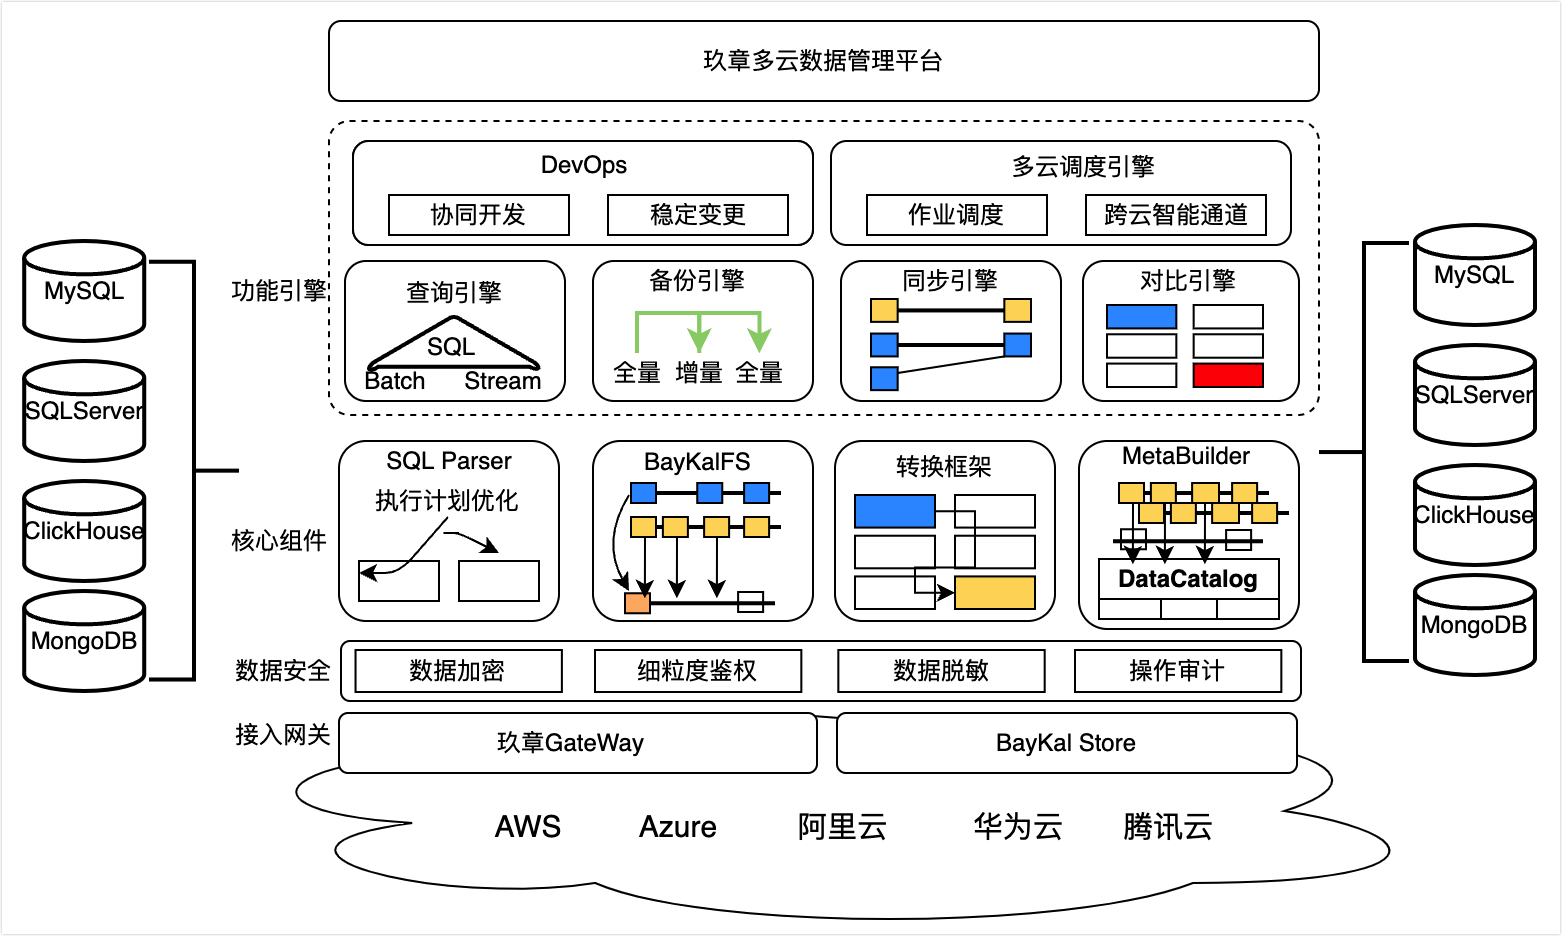 玖章多云数据管理平台
DevOps
协同开发
稳定变更
多云调度引擎
作业调度
跨云智能通道
功能引擎
查询引擎
SQL
Batch
Stream
备份引擎
全量
增量
全量
同步引擎
对比引擎
MySQL
SQLServer
ClickHouse
MongoDB
核心组件
SQL Parser
执行计划优化
BayKalFS
转换框架
MetaBuilder
DataCatalog
MySQL
SQLServer
ClickHouse
MongoDB
数据安全
数据加密
细粒度鉴权
数据脱敏
操作审计
接入网关
玖章GateWay
BayKal Store
AWS
Azure
阿里云
华为云
腾讯云